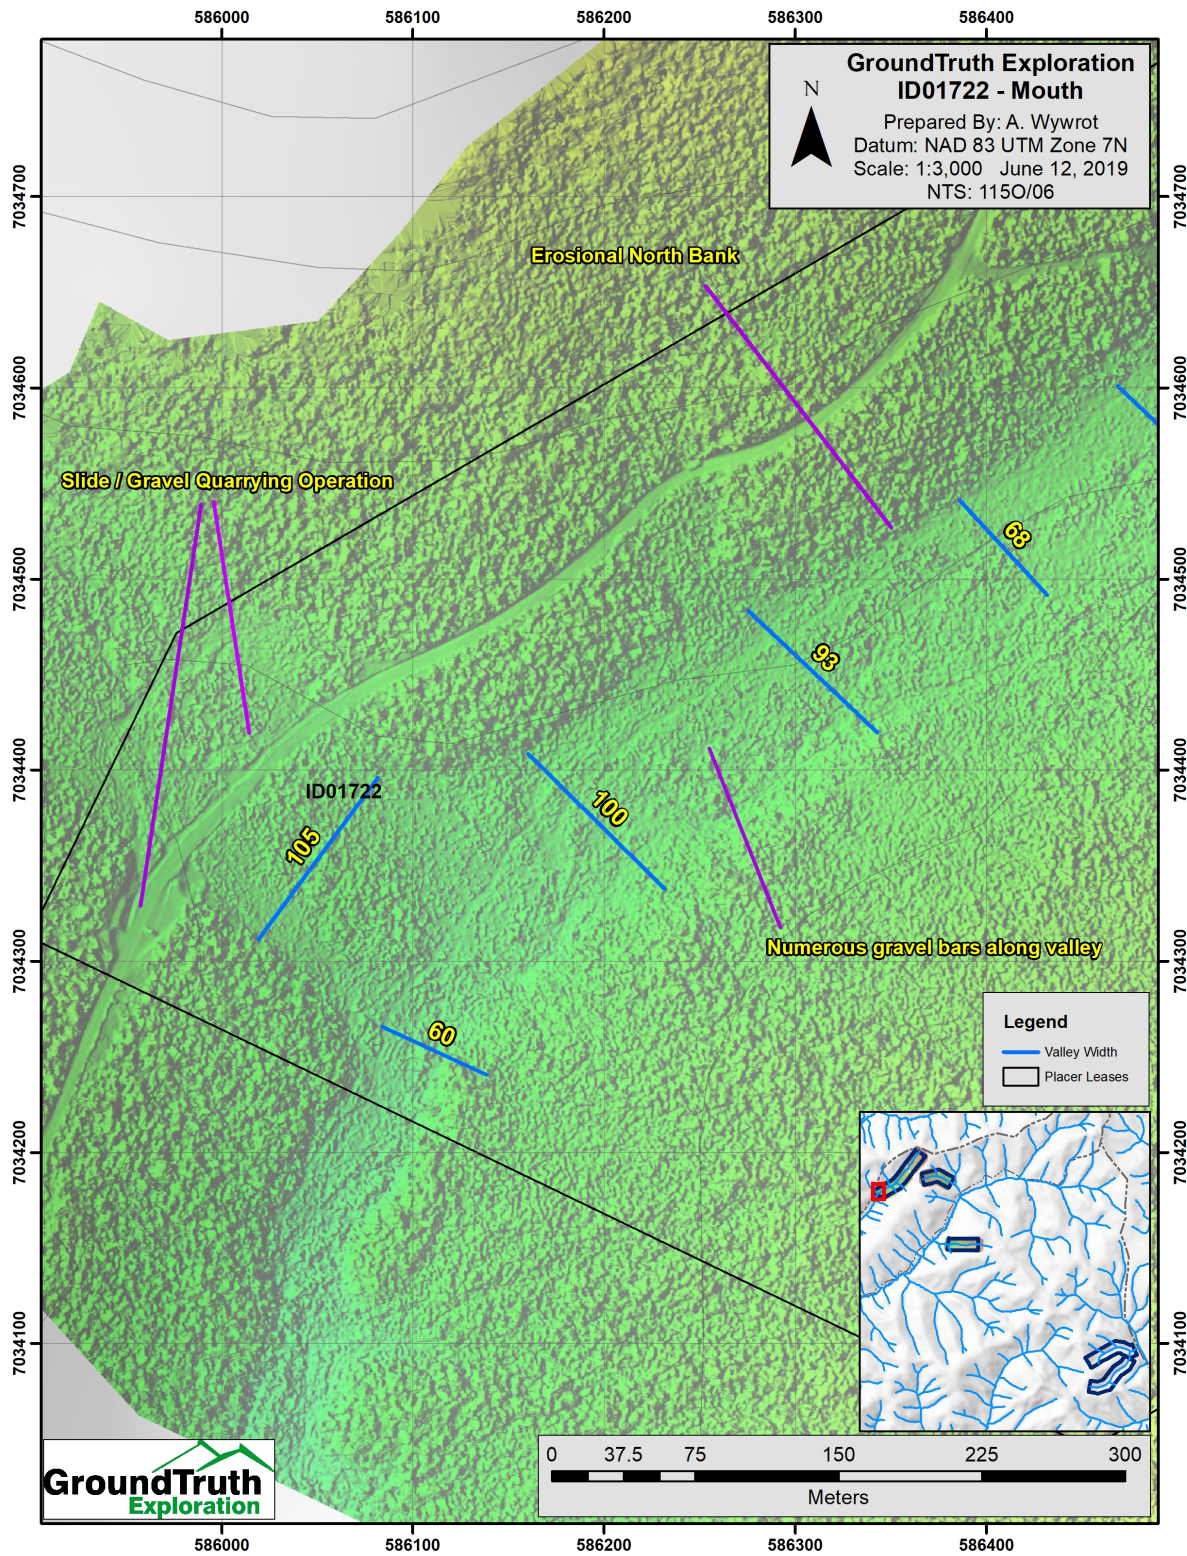 586000 586100 586200 586300 586400
GroundTruth Exploration
ID01722 - Mouth
N
Prepared By: A. Wywrot
Datum: NAD 83 UTM Zone 7N
Scale: 1:3,000 June 12, 2019
NTS: 115O/06
7034700
7034700
Erosional North Bank
7034600
7034600
Slide / Gravel Quarrying Operation
68
7034500
7034500
93
ID01722
7034400
7034400
100
105
Numerous gravel bars along valley
7034300
7034300
Legend
Valley Width
Placer Leases
60
7034200
7034200
7034100
7034100
GroundTruth
Exploration
0 37.5 75 150 225 300
Meters
586000 586100 586200 586300 586400